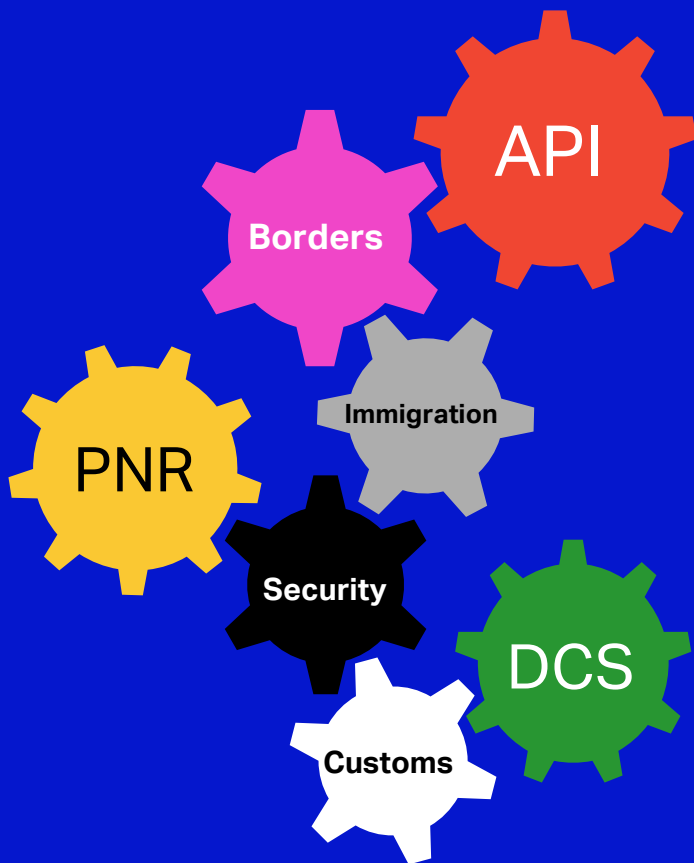 API
Borders
Immigration
PNR
Security
DCS
Customs